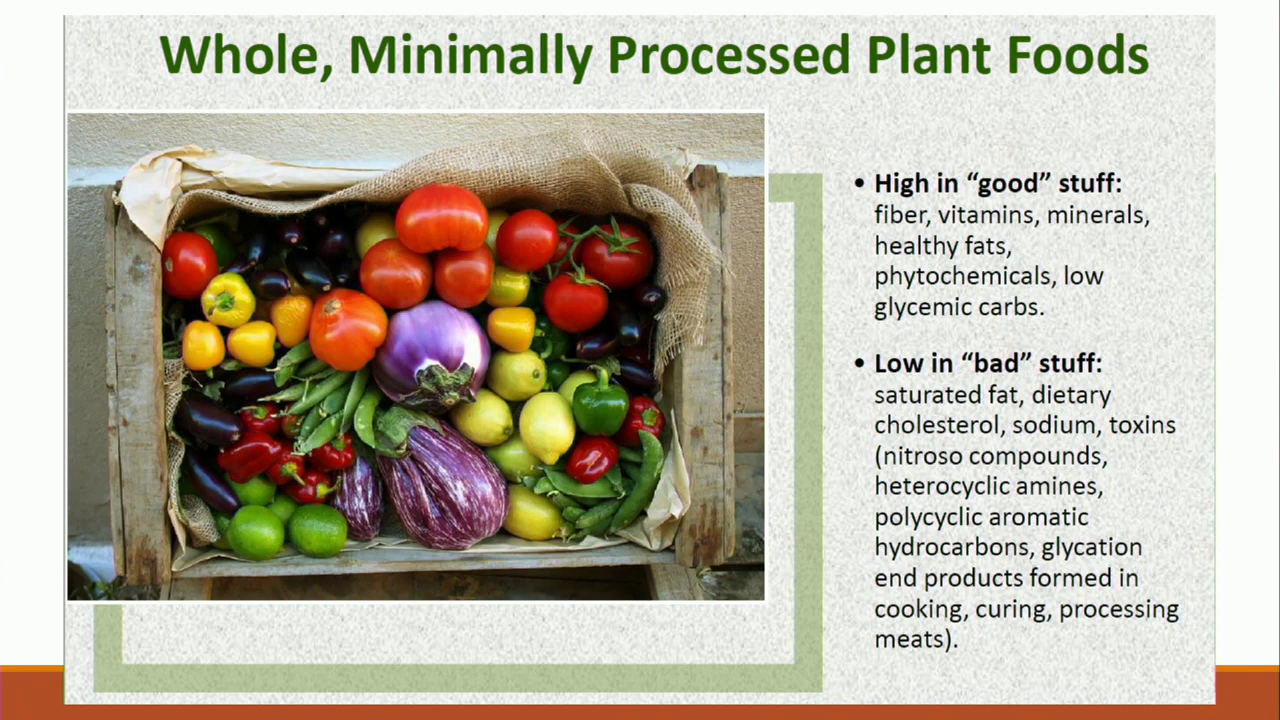 Whole, Minimally Processed Plant Foods
• High in “good” stuff:
fiber, vitamins, minerals,
healthy fats,
phytochemicals, low
glycemic carbs.
• Low in “bad” stuff:
saturated fat, dietary
cholesterol, sodium, toxins
(nitroso compounds,
heterocyclic amines,
polycyclic aromatic
hydrocarbons, glycation
end products formed in
cooking, curing, processing
meats).